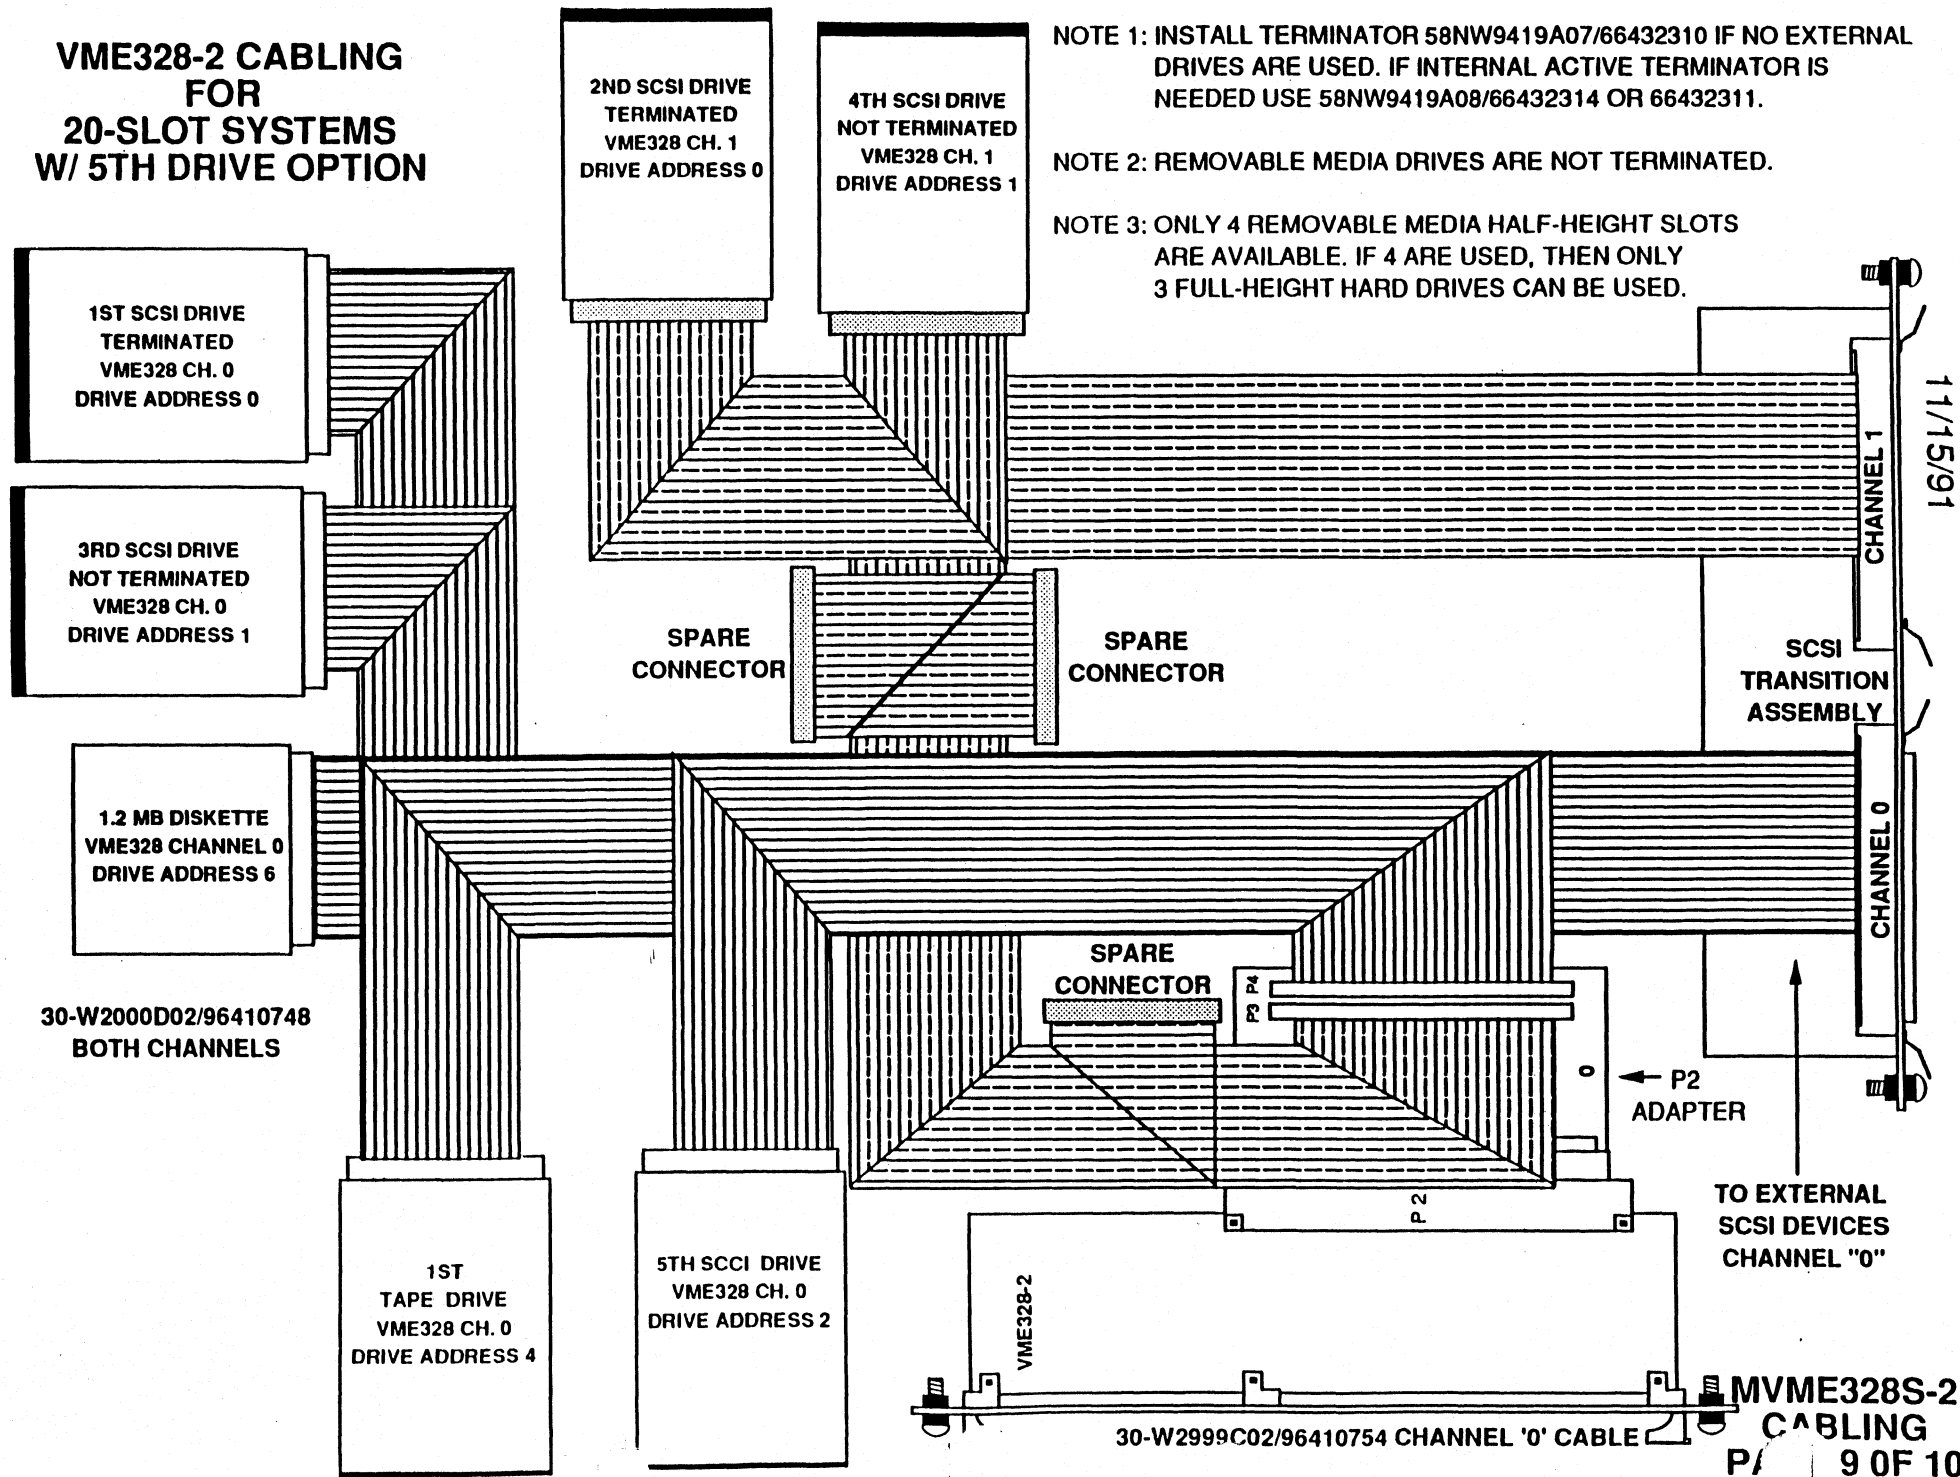 VME328-2 CABLING
FOR
20-SLOT SYSTEMS
W/ 5TH DRIVE OPTION
2ND SCSI DRIVE
TERMINATED
VME328 CH. 1
DRIVE ADDRESS 0
4TH SCSI DRIVE
NOT TERMINATED
VME328 CH. 1
DRIVE ADDRESS 1
NOTE 1: INSTALL TERMINATOR 58NW9419A07/66432310 IF NO EXTERNAL
DRIVES ARE USED. IF INTERNAL ACTIVE TERMINATOR IS
NEEDED USE 58NW9419A08/66432314 OR 66432311.
NOTE 2: REMOVABLE MEDIA DRIVES ARE NOT TERMINATED.
NOTE 3: ONLY 4 REMOVABLE MEDIA HALF-HEIGHT SLOTS
ARE AVAILABLE. IF 4 ARE USED, THEN ONLY
3 FULL-HEIGHT HARD DRIVES CAN BE USED.
1ST SCSI DRIVE
TERMINATED
VME328 CH. 0
DRIVE ADDRESS 0
3RD SCSI DRIVE
NOT TERMINATED
VME328 CH. 0
DRIVE ADDRESS 1
SPARE
CONNECTOR
SPARE
CONNECTOR
CHANNEL 1
11/15/91
SCSI
TRANSITION
ASSEMBLY
1.2 MB DISKETTE
VME328 CHANNEL 0
DRIVE ADDRESS 6
CHANNEL 0
SPARE
CONNECTOR
P4
P3
30-W2000D02/96410748
BOTH CHANNELS
0
P2
ADAPTER
TO EXTERNAL
SCSI DEVICES
CHANNEL "0"
P2
1ST
TAPE DRIVE
VME328 CH. 0
DRIVE ADDRESS 4
5TH SCCI DRIVE
VME328 CH. 0
DRIVE ADDRESS 2
VME328-2
30-W2999C02/96410754 CHANNEL '0' CABLE
MVME328S-2
CABLING
9 OF 10